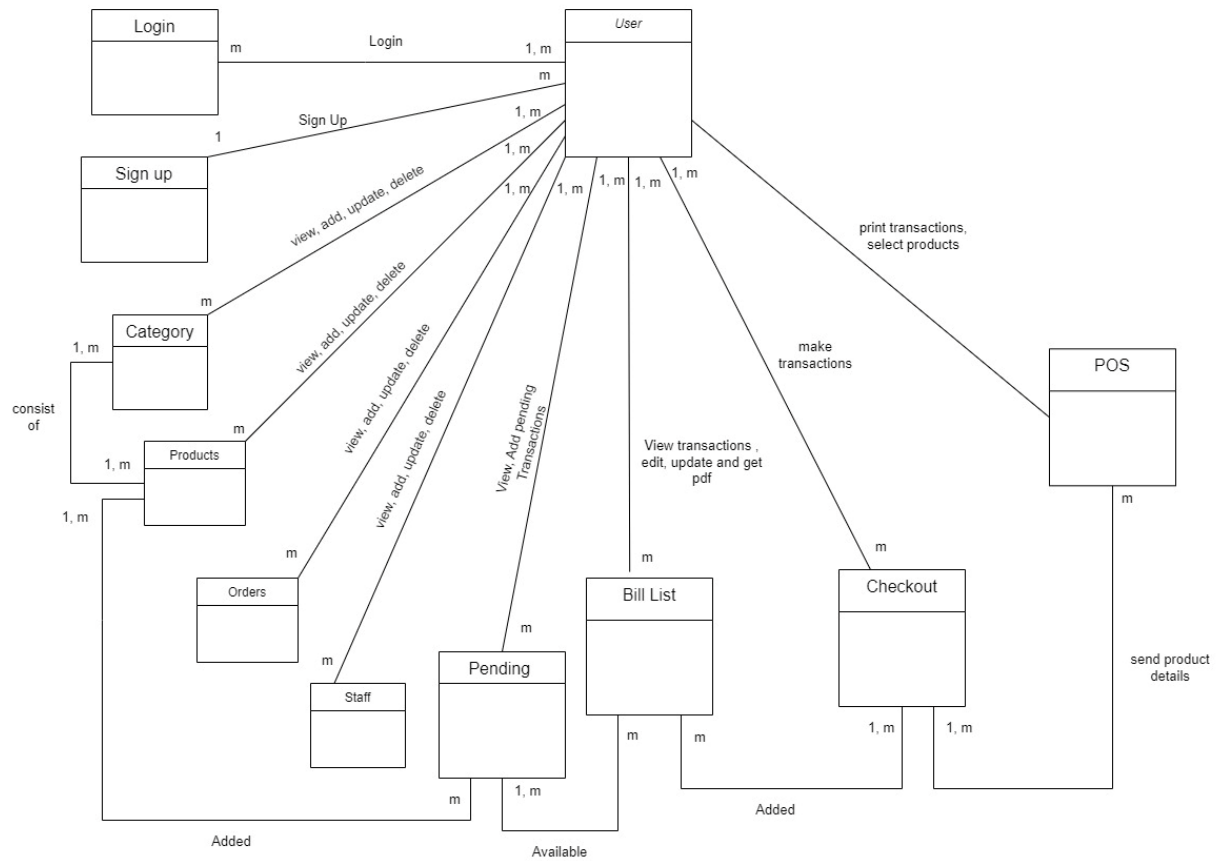 Login
User
m
Login
1, m
m
1, m
Sign Up
1
1, m
Sign up
1, m
1, m
1, m
1, m
1, m
view, add, update, delete
print transactions,
select products
view, add, update, delete
m
Category
1, m
view, add, update, delete
make
transactions
POS
consist
of
view, add, update, delete
View, Add pending
Transactions
m
Products
1, m
View transactions ,
edit, update and get
pdf
m
1, m
m
m
m
Orders
Bill List
Checkout
m
m
Pending
send product
details
Staff
m
m
1, m
1, m
m
1, m
Added
Added
Available